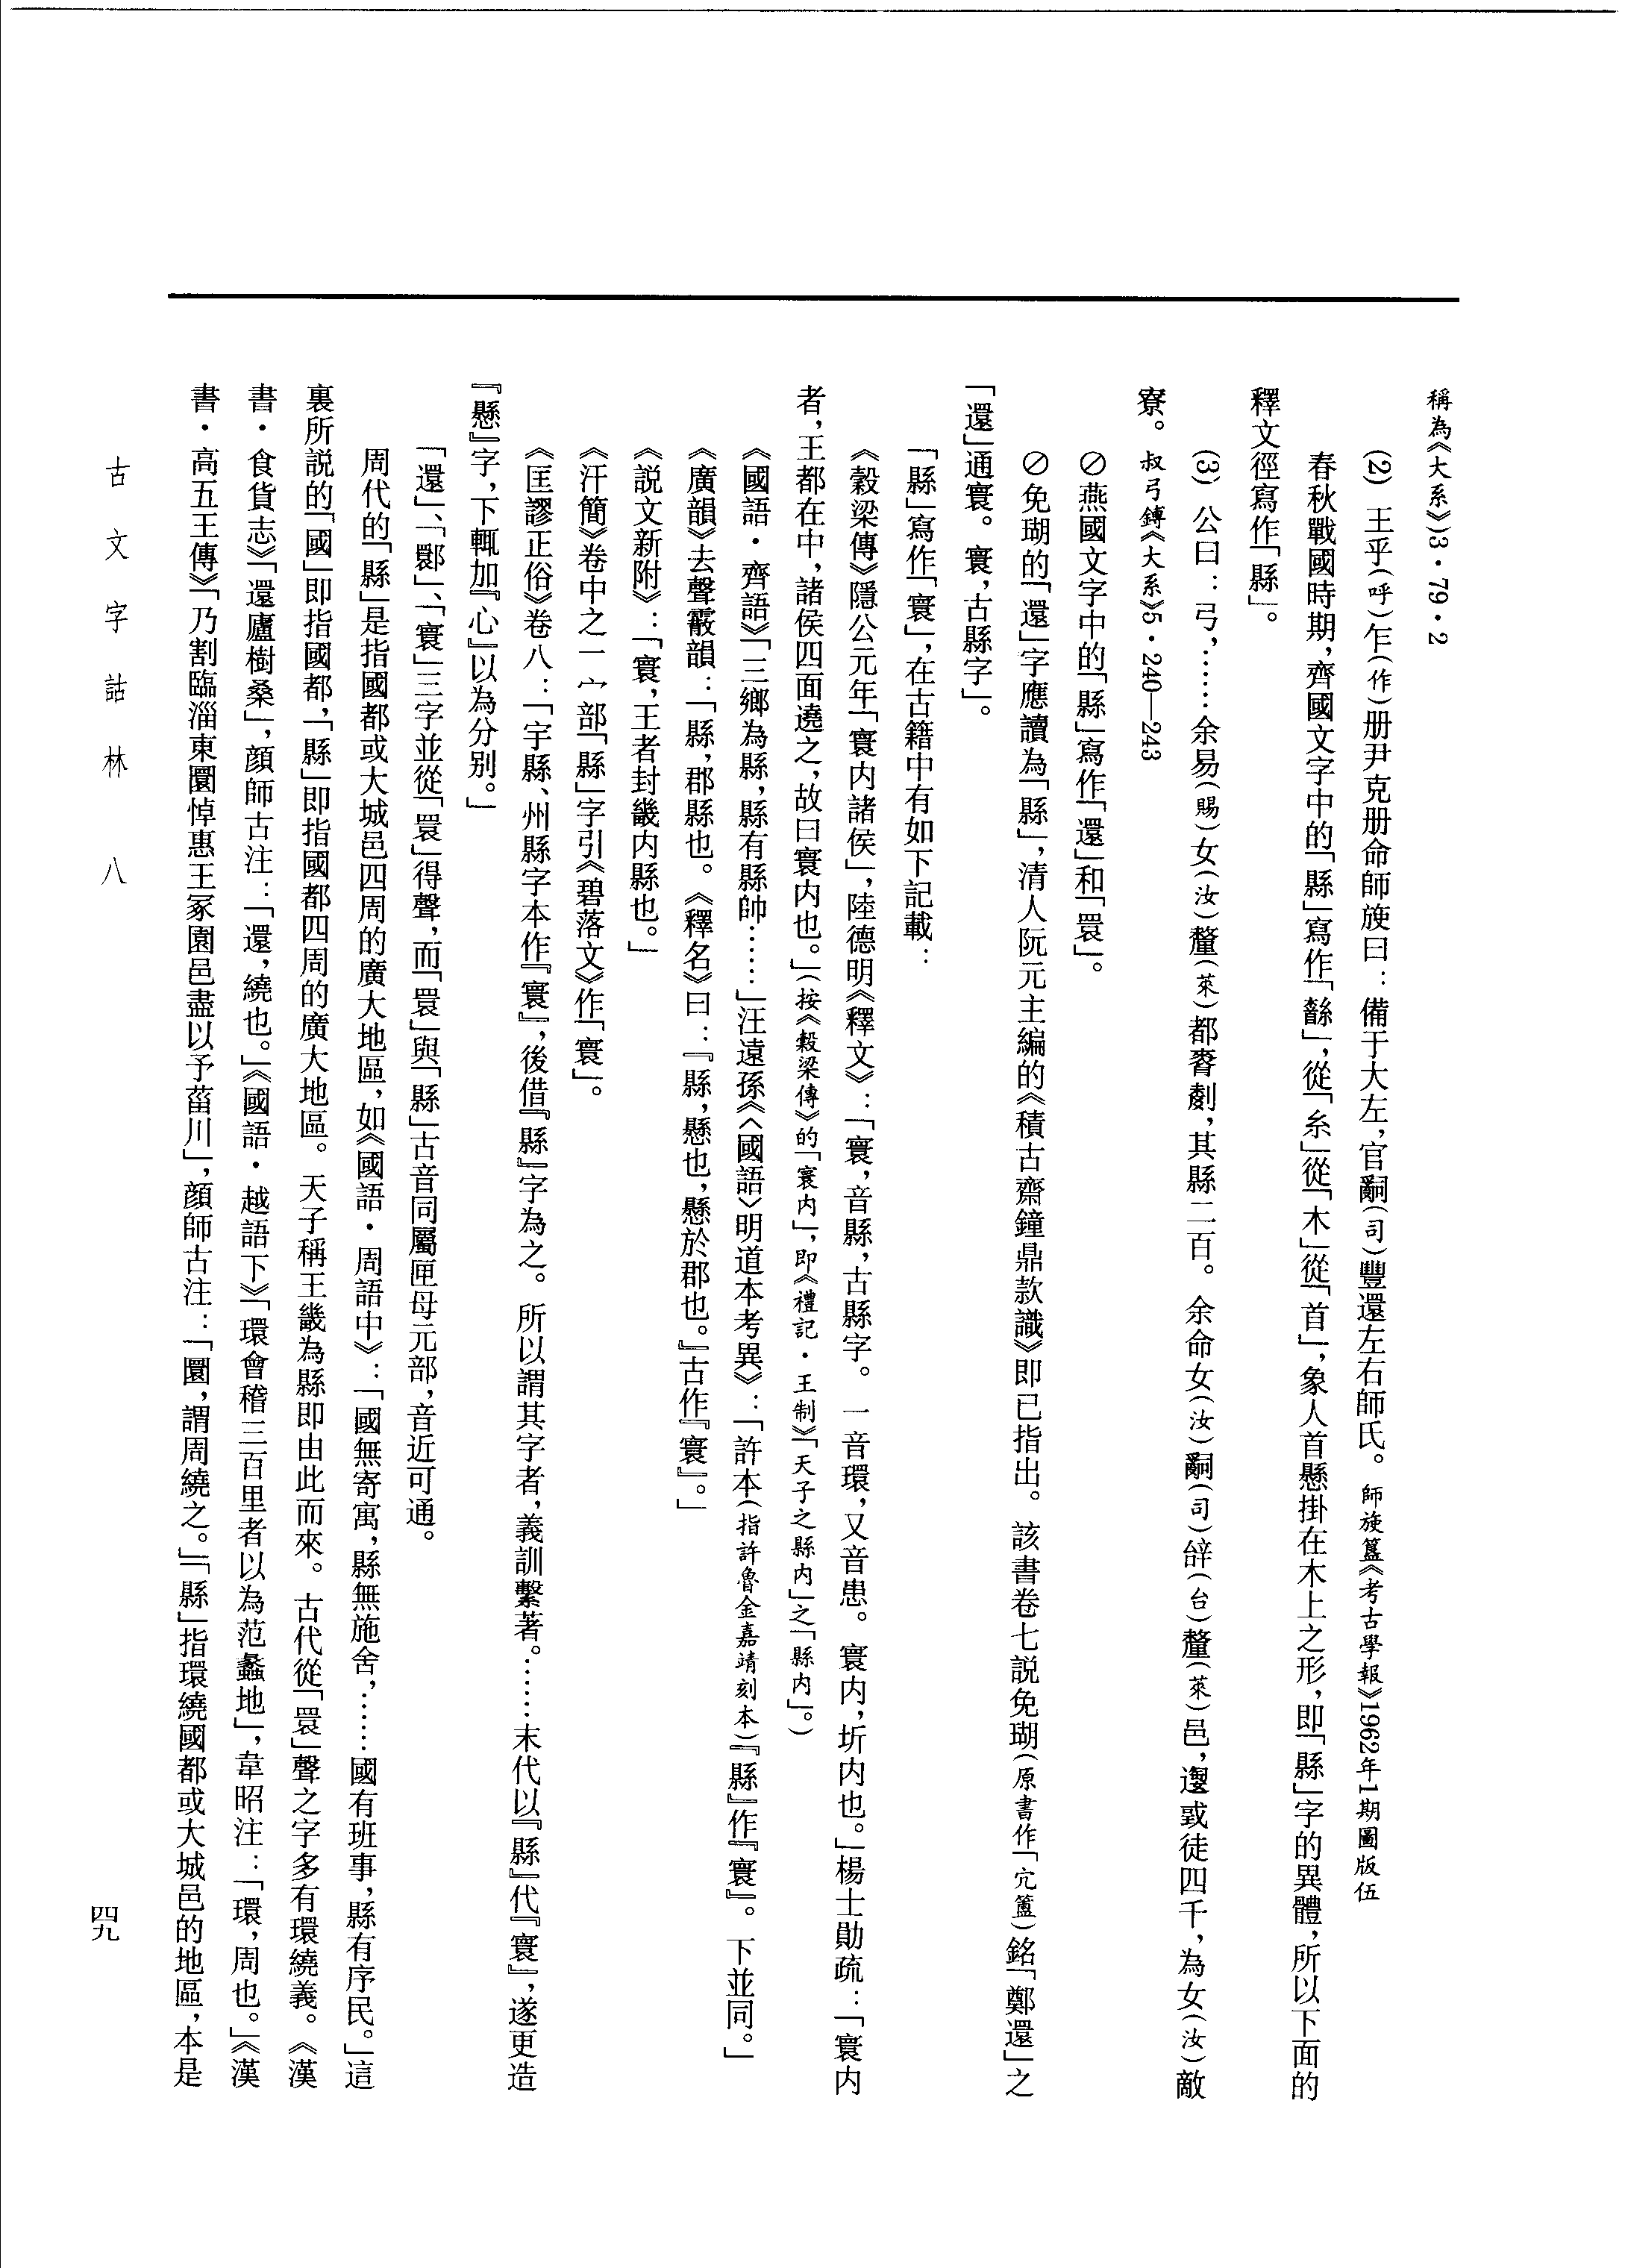 稱為《大系》)3·79·2
(2) 王乎(呼)乍(作)册尹克册命師旋曰：備于大左，官嗣(司)豐還左右師氏。師旋簋《考古學報》1962年1期圖版伍
春秋戰國時期，齊國文字中的「縣」寫作「」，從「糸」從「木」從「首」，象人首懸掛在木上之形，即「縣」字的異體，所以下面的
釋文徑寫作「縣」。
(3) 公曰：弓，……余易(賜)女(汝)釐(萊)都，其縣二百。余命女(汝)嗣(司)辝(台)釐(萊)邑，或徒四千，為女(汝)敵
寮。叔弓鎛《大系》5·240—243
⊘燕國文字中的「縣」寫作「還」和「睘」。
⊘免瑚的「還」字應讀為「縣」，清人阮元主編的《積古齋鐘鼎款識》即已指出。該書卷七説免瑚(原書作「宂簠)銘「鄭還」之
「還」通寰。寰，古縣字」。
「縣」寫作「寰」，在古籍中有如下記載：
《穀梁傳》隱公元年「寰内諸侯」，陸德明《釋文》：「寰，音縣，古縣字。一音環，又音患。寰内，圻内也。」楊士勛疏：「寰内
者，王都在中，諸侯四面遶之，故曰寰内也。」(按《穀梁傳》的「寰内」，即《禮記·王制》「天子之縣内」之「縣内」。)
《國語·齊語》「三鄉為縣，縣有縣帥……」汪遠孫《〈國語〉明道本考異》：「許本(指許魯金嘉靖刻本)『縣』作『寰』。下並同。」
《廣韻》去聲霰韻：「縣，郡縣也。《釋名》曰：『縣，懸也，懸於郡也。』古作『寰』。」
《説文新附》：「寰，王者封畿内縣也。」
《汗簡》卷中之一宀部「縣」字引《碧落文》作「寰」。
《匡謬正俗》卷八：「宇縣、州縣字本作『寰』，後借『縣』字為之。所以謂其字者，義訓繫著。……末代以『縣』代『寰』，遂更造
『懸』字，下輒加『心』以為分别。」
「還」、「鄋」、「寰」三字並從「睘」得聲，而「睘」與「縣」古音同屬匣母元部，音近可通。
周代的「縣」是指國都或大城邑四周的廣大地區，如《國語·周語中》：「國無寄寓，縣無施舍，……國有班事，縣有序民。」這
裏所説的「國」即指國都，「縣」即指國都四周的廣大地區。天子稱王畿為縣即由此而來。古代從「睘」聲之字多有環繞義。《漢
書·食貨志》「還廬樹桑」，顔師古注：「還，繞也。」《國語·越語下》「環會稽三百里者以為范蠡地」，韋昭注：「環，周也。」《漢
書·高五王傳》「乃割臨淄東圜悼惠王冢園邑盡以予菑川」，顔師古注：「圜，謂周繞之。」「縣」指環繞國都或大城邑的地區，本是
古文字詁林 八
四九